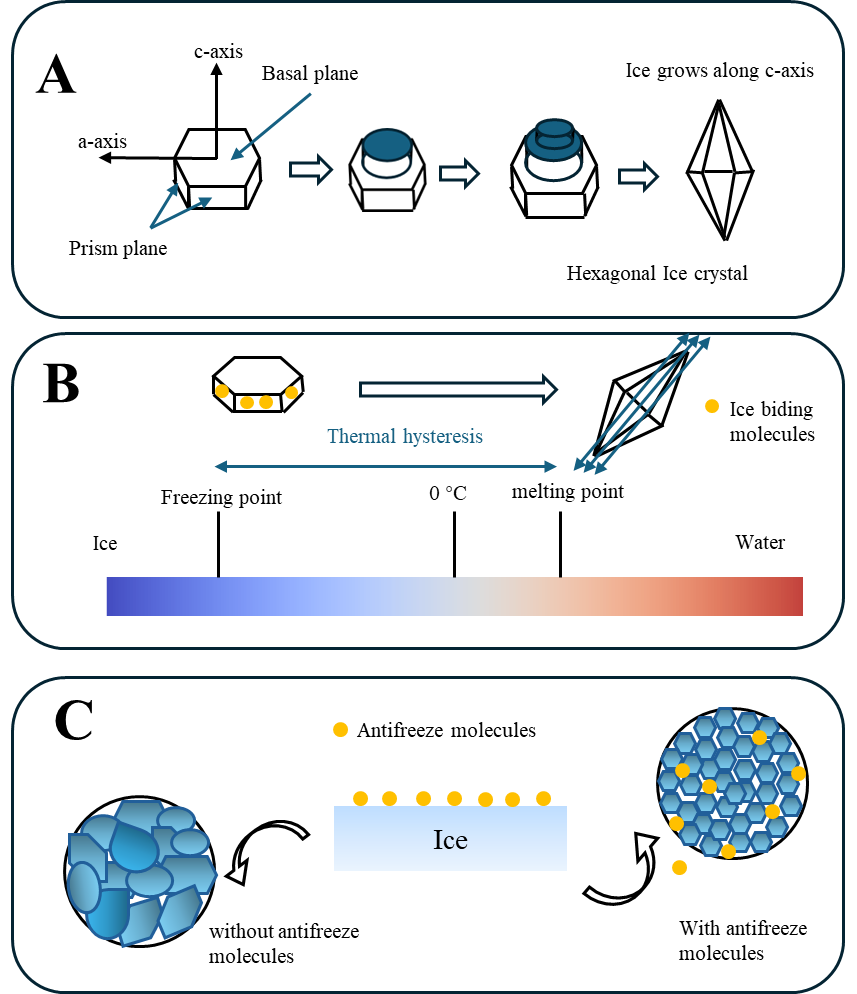 A
c-axis
Basal plane
Ice grows along c-axis
a-axis
Prism plane
Hexagonal Ice crystal
B
Ice biding
molecules
Thermal hysteresis
Freezing point
0 °C
melting point
Ice
Water
C
Antifreeze molecules
Ice
without antifreeze
molecules
With antifreeze
molecules